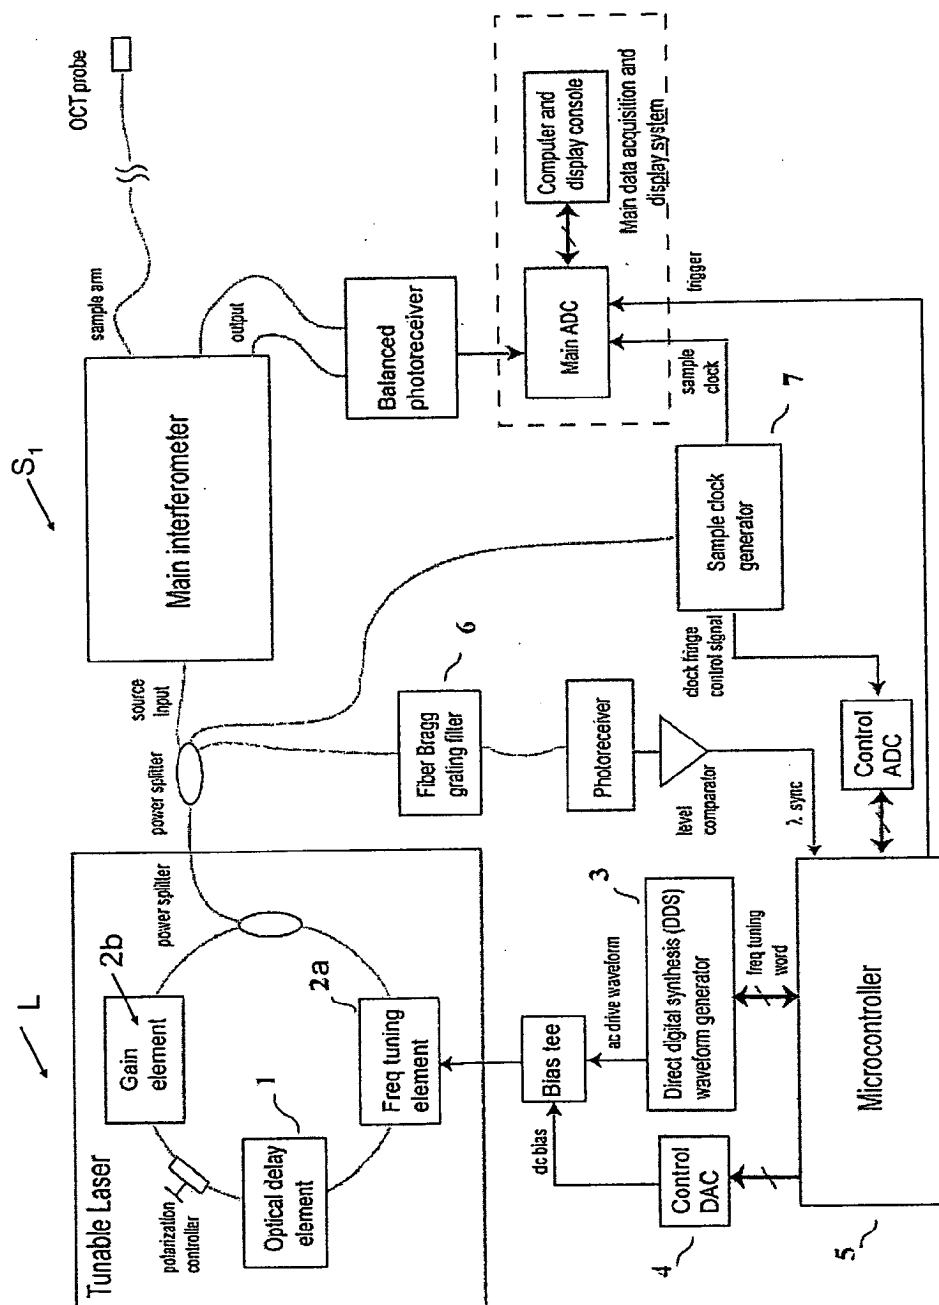 L
S1
Tunable Laser
Gain
element
2b
polarization
controller
Optical delay
element
1
Freq tuning
element
2a
power splitter
power splitter
source
input
Main interferometer
sample arm
OCT probe
output
Balanced
photoreceiver
Main ADC
Computer and
display console
Main data acquisition and
display system
trigger
sample
clock
Sample clock
generator
7
clock fringe
control signal
Fiber Bragg
grating filter
6
Photoreceiver
level
comparator
λ sync
Control
ADC
Bias tee
dc bias
ac drive waveform
Direct digital synthesis (DDS)
waveform generator
3
freq tuning
word
Control
DAC
4
Microcontroller
5